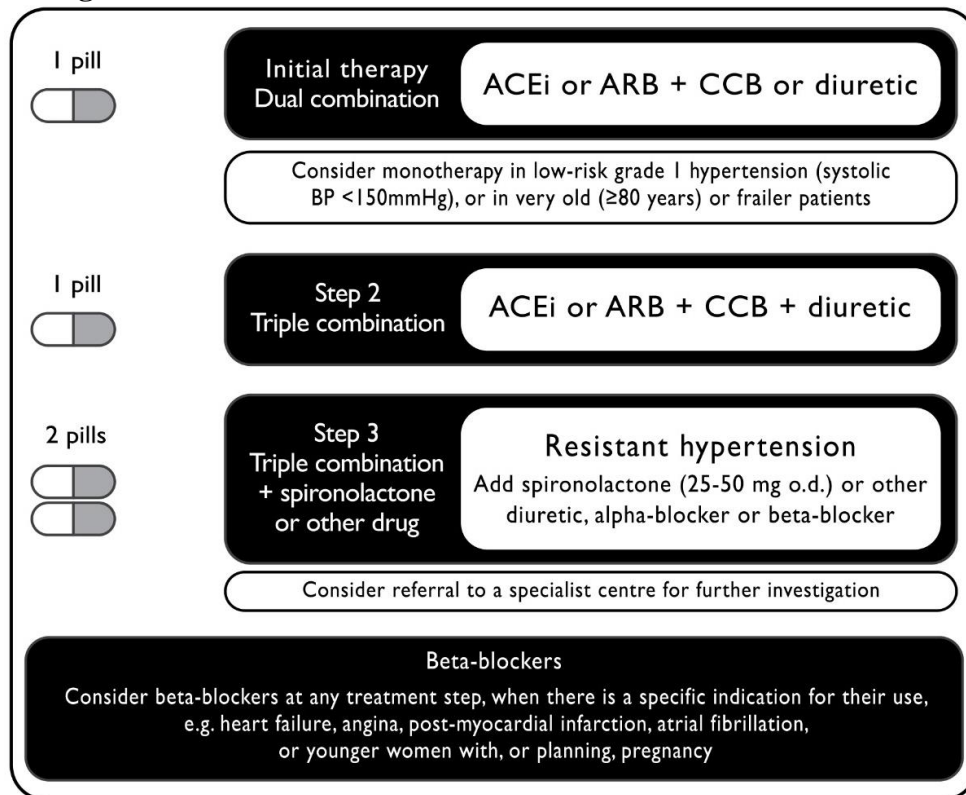 1 pill
Initial therapy
Dual combination
ACEi or ARB + CCB or diuretic
Consider monotherapy in low-risk grade 1 hypertension (systolic
BP <150mmHg), or in very old (≥80 years) or frailer patients
1 pill
Step 2
Triple combination
ACEi or ARB + CCB + diuretic
2 pills
Step 3
Triple combination
+ spironolactone
or other drug
Resistant hypertension
Add spironolactone (25-50 mg o.d.) or other
diuretic, alpha-blocker or beta-blocker
Consider referral to a specialist centre for further investigation
Beta-blockers
Consider beta-blockers at any treatment step, when there is a specific indication for their use,
e.g. heart failure, angina, post-myocardial infarction, atrial fibrillation,
or younger women with, or planning, pregnancy